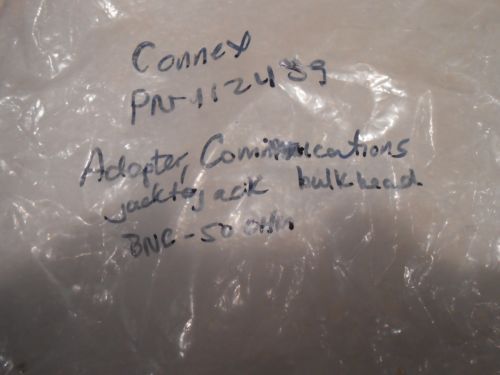 Connex
PN-112489
Adapter, Communications
jack to jack bulkhead
BNC-50 OHM